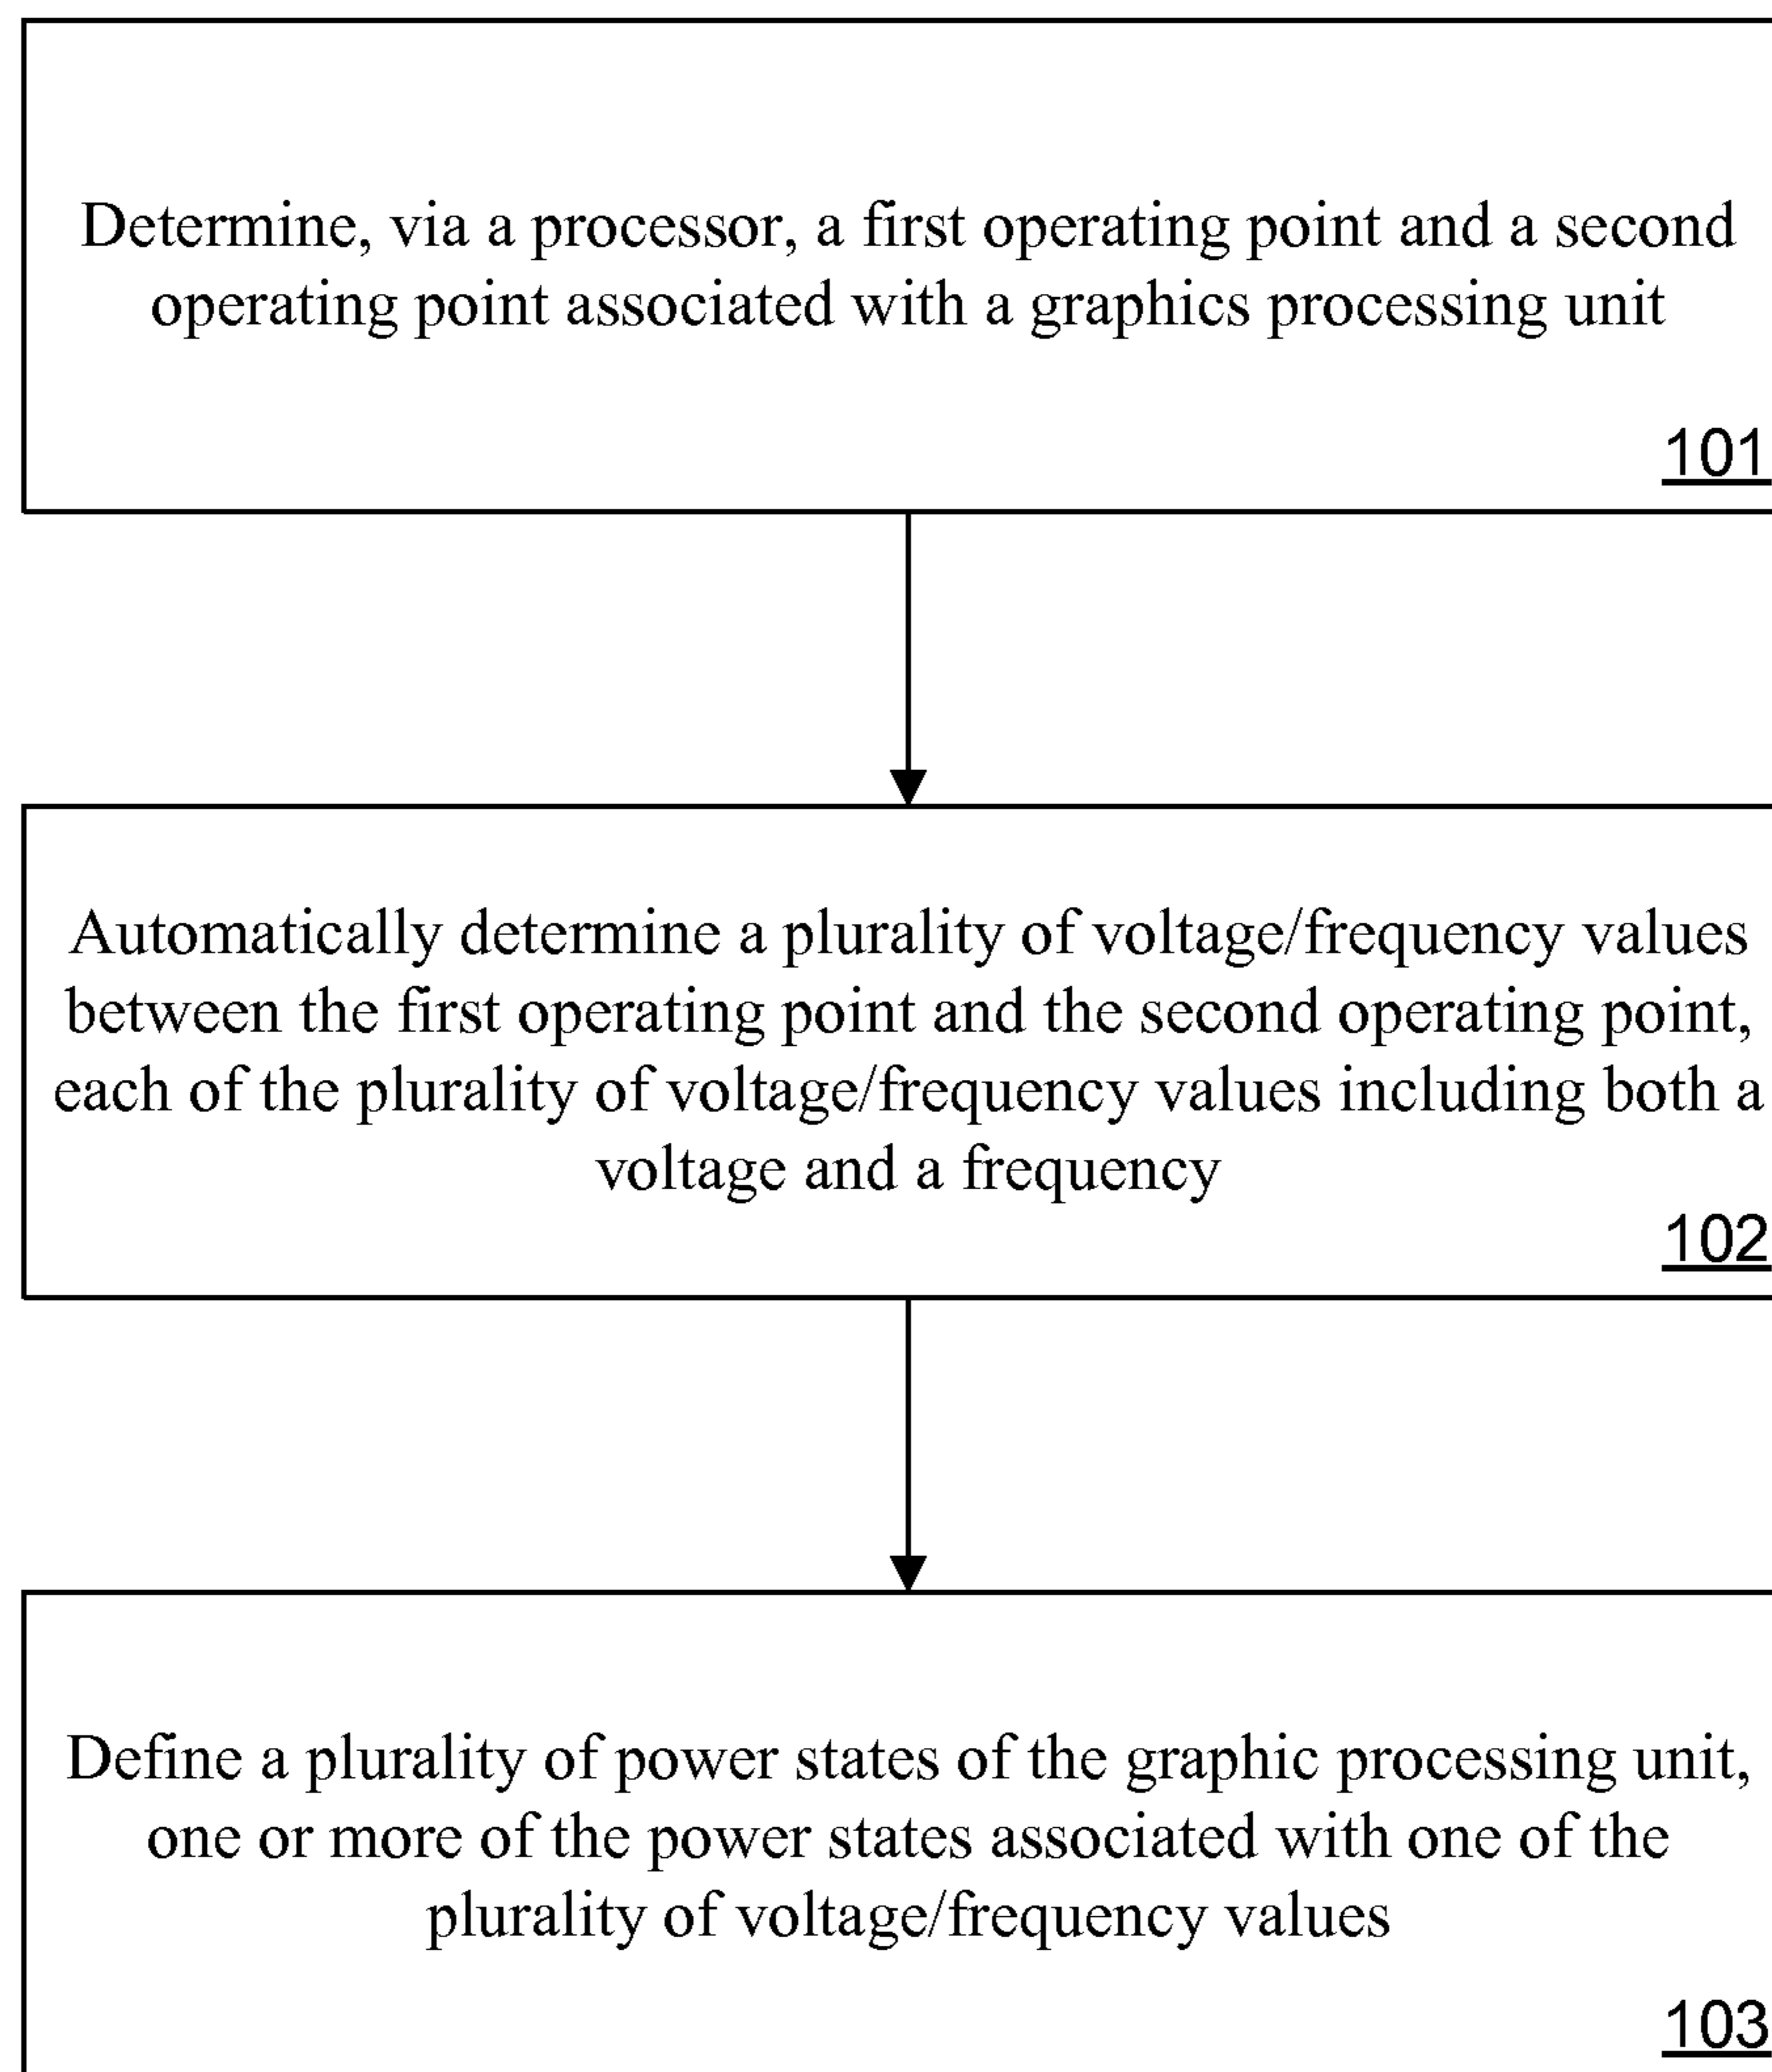 Determine, via a processor, a first operating point and a second
operating point associated with a graphics processing unit
101
Automatically determine a plurality of voltage/frequency values
between the first operating point and the second operating point,
each of the plurality of voltage/frequency values including both a
voltage and a frequency
102
Define a plurality of power states of the graphic processing unit,
one or more of the power states associated with one of the
plurality of voltage/frequency values
103